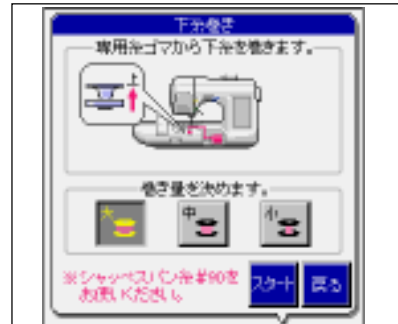 下糸巻き
専用糸ゴマから下糸を巻きます。
上
巻き量を決めます。
大
中
小
※シャッペスパン糸#90を
お使いください。
スタート
戻る